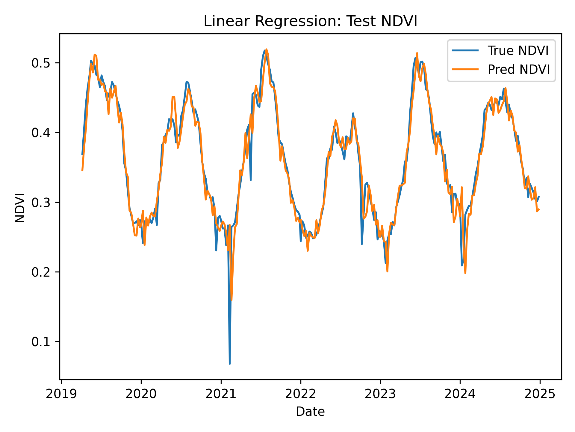 Linear Regression: Test NDVI
True NDVI
Pred NDVI
0.5
0.4
0.3
0.2
0.1
NDVI
2019 2020 2021 2022 2023 2024 2025
Date